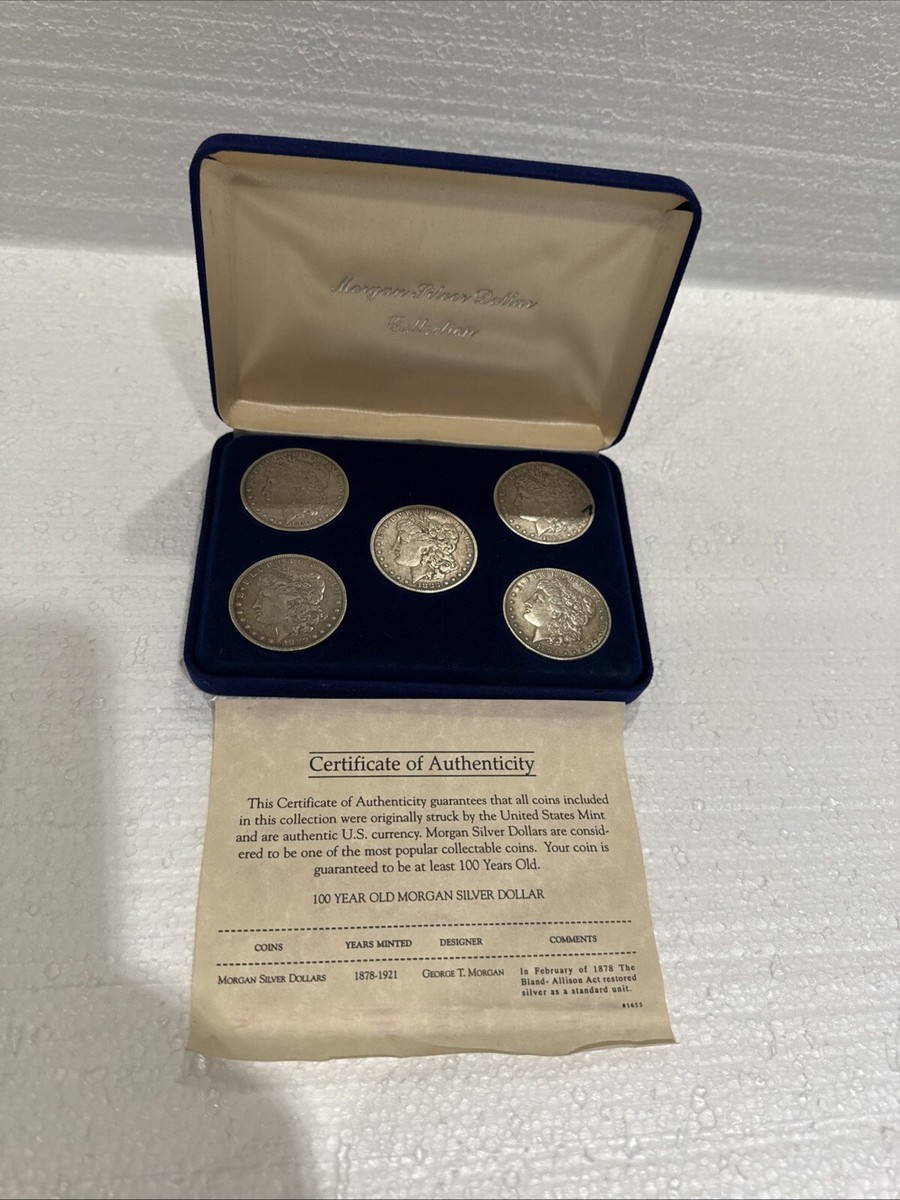 Morgan Silver Dollar
Collection
Certificate of Authenticity
This Certificate of Authenticity guarantees that all coins included
in this collection were originally struck by the United States Mint
and are authentic U.S. currency. Morgan Silver Dollars are consid-
ered to be one of the most popular collectable coins. Your coin is
guaranteed to be at least 100 Years Old.
100 YEAR OLD MORGAN SILVER DOLLAR
COINS YEARS MINTED DESIGNER COMMENTS
MORGAN SILVER DOLLARS 1878-1921 GEORGE T. MORGAN In February of 1878 The
Bland- Allison Act restored
silver as a standard unit.
#1655